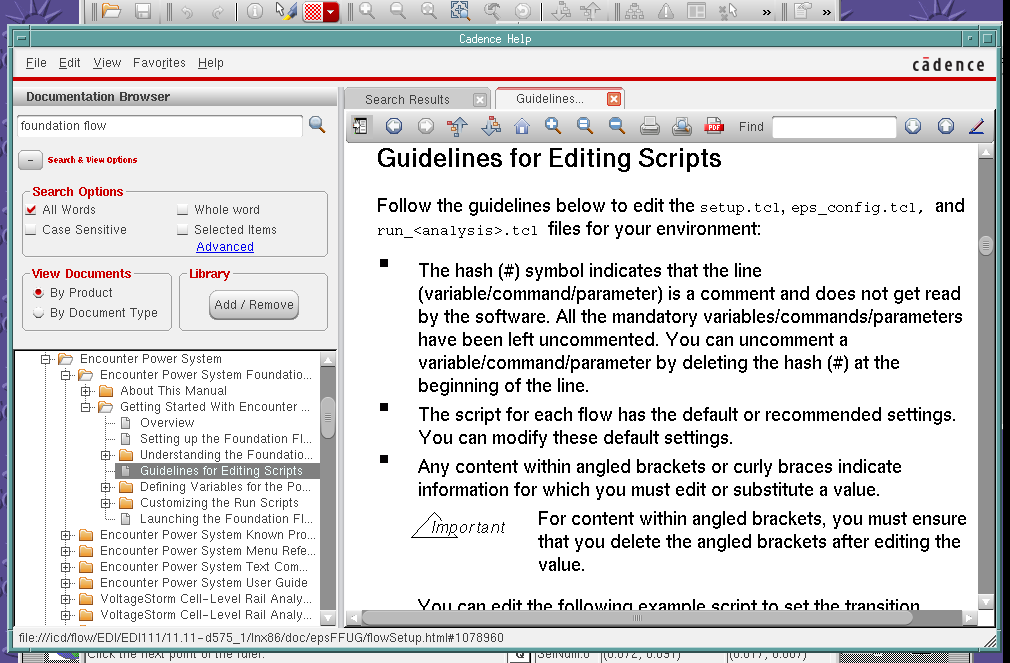 Cadence Help
File Edit View Favorites Help
cādence
Documentation Browser
foundation flow
Search & View Options
Search Options
All Words
Whole word
Case Sensitive
Selected Items
Advanced
View Documents
By Product
By Document Type
Library
Add / Remove
Encounter Power System
Encounter Power System Foundatio...
About This Manual
Getting Started With Encounter ...
Overview
Setting up the Foundation Fl...
Understanding the Foundatio...
Guidelines for Editing Scripts
Defining Variables for the Po...
Customizing the Run Scripts
Launching the Foundation Fl...
Encounter Power System Known Pro...
Encounter Power System Menu Refe...
Encounter Power System Text Com...
Encounter Power System User Guide
VoltageStorm Cell-Level Rail Analy...
VoltageStorm Cell-Level Rail Analy...
Search Results
Guidelines...
PDF
Find
Guidelines for Editing Scripts
Follow the guidelines below to edit the setup.tcl, eps_config.tcl, and
run_<analysis>.tcl files for your environment:
The hash (#) symbol indicates that the line
(variable/command/parameter) is a comment and does not get read
by the software. All the mandatory variables/commands/parameters
have been left uncommented. You can uncomment a
variable/command/parameter by deleting the hash (#) at the
beginning of the line.
The script for each flow has the default or recommended settings.
You can modify these default settings.
Any content within angled brackets or curly braces indicate
information for which you must edit or substitute a value.
Important
For content within angled brackets, you must ensure
that you delete the angled brackets after editing the
value.
You can edit the following example script to set the transition
file://icd/flow/EDI/EDI111/11.11-d575_1/lnx86/doc/epsFFUG/flowSetup.html#1078960
Click the next point of the ruler.
Q
SelNum:0
(0.072, 0.091)
(0.017, 0.007)